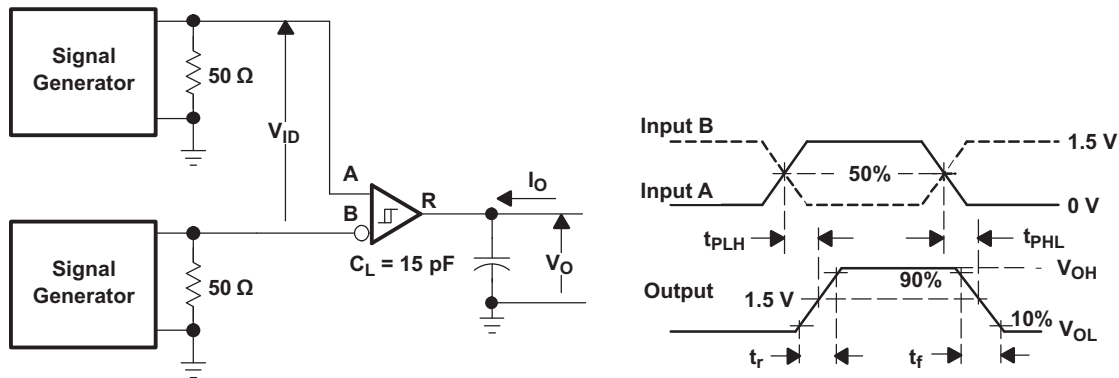 Signal
Generator
50 Ω
V_ID
A
B
R
I_O
C_L = 15 pF
V_O
Signal
Generator
50 Ω
Input B
1.5 V
50%
Input A
0 V
t_PLH
t_PHL
V_OH
90%
Output
1.5 V
10%
V_OL
t_r
t_f